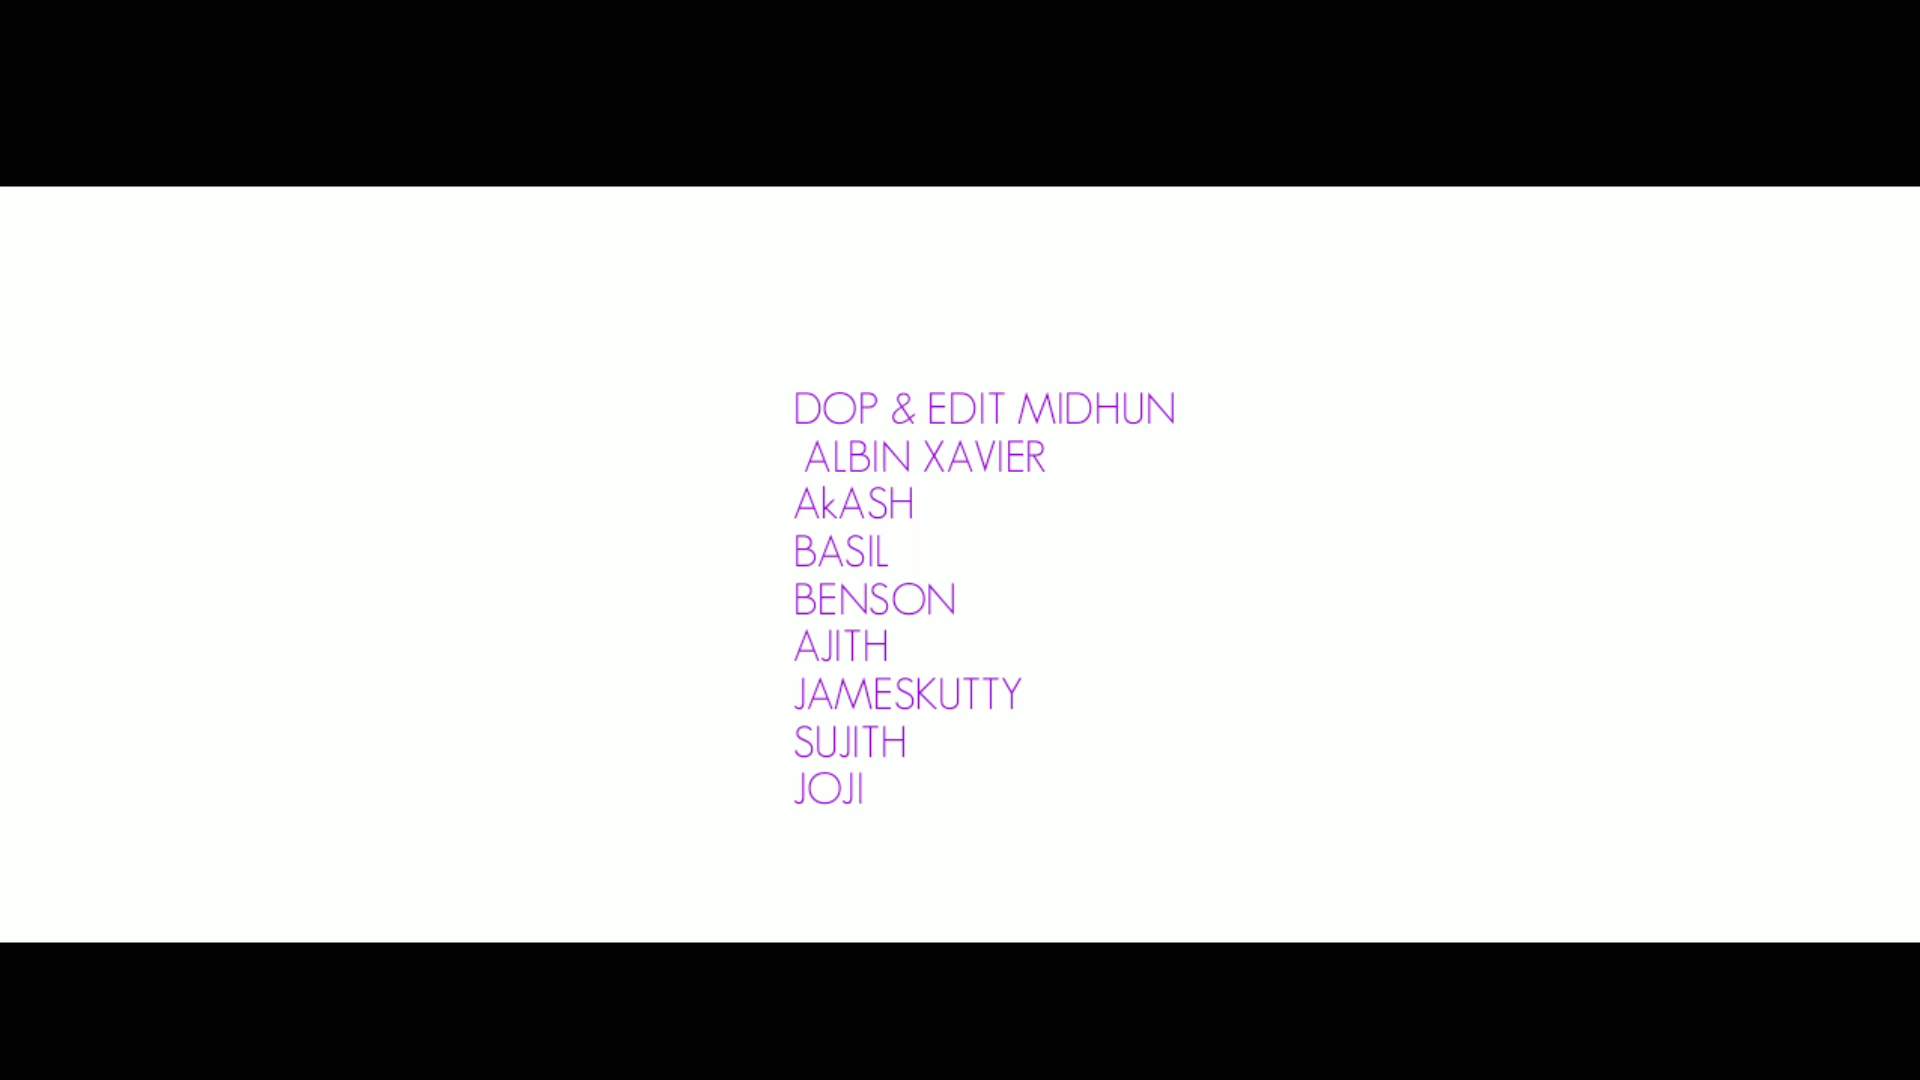 DOP & EDIT MIDHUN
ALBIN XAVIER
AkASH
BASIL
BENSON
AJITH
JAMESKUTTY
SUJITH
JOJI